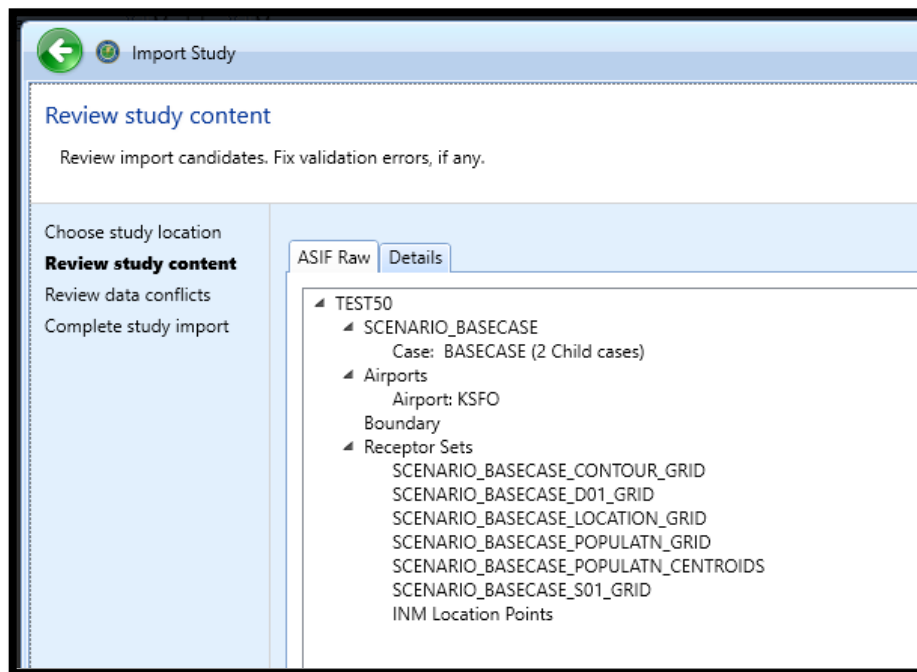 Import Study
Review study content
Review import candidates. Fix validation errors, if any.
Choose study location
Review study content
Review data conflicts
Complete study import
ASIF Raw
Details
TEST50
SCENARIO_BASECASE
Case: BASECASE (2 Child cases)
Airports
Airport: KSFO
Boundary
Receptor Sets
SCENARIO_BASECASE_CONTOUR_GRID
SCENARIO_BASECASE_D01_GRID
SCENARIO_BASECASE_LOCATION_GRID
SCENARIO_BASECASE_POPULATN_GRID
SCENARIO_BASECASE_POPULATN_CENTROIDS
SCENARIO_BASECASE_S01_GRID
INM Location Points